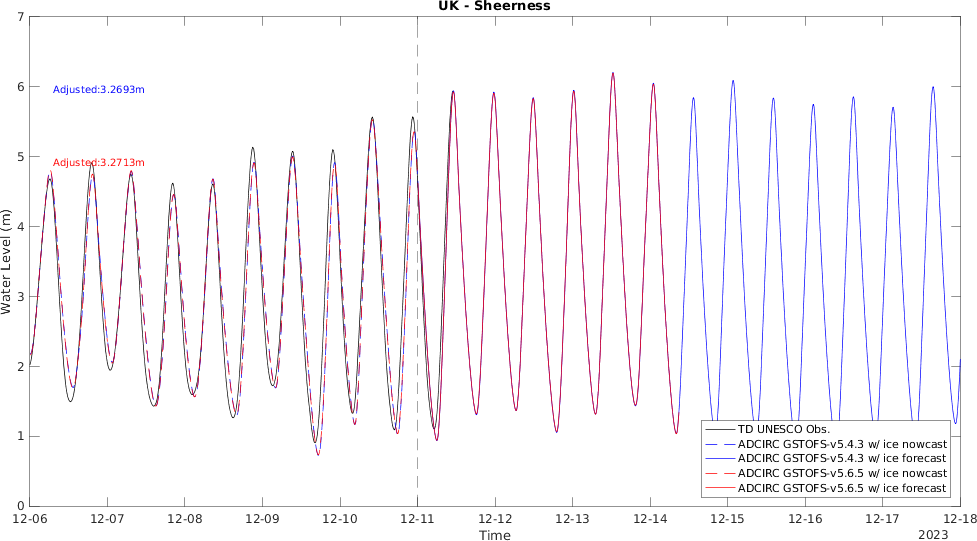 UK - Sheerness
7
6
5
4
3
2
1
0
Water Level (m)
Adjusted:3.2693m
Adjusted:3.2713m
TD UNESCO Obs.
ADCIRC GSTOFS-v5.4.3 w/ ice nowcast
ADCIRC GSTOFS-v5.4.3 w/ ice forecast
ADCIRC GSTOFS-v5.6.5 w/ ice nowcast
ADCIRC GSTOFS-v5.6.5 w/ ice forecast
12-06 12-07 12-08 12-09 12-10 12-11 12-12 12-13 12-14 12-15 12-16 12-17 12-18
Time
2023